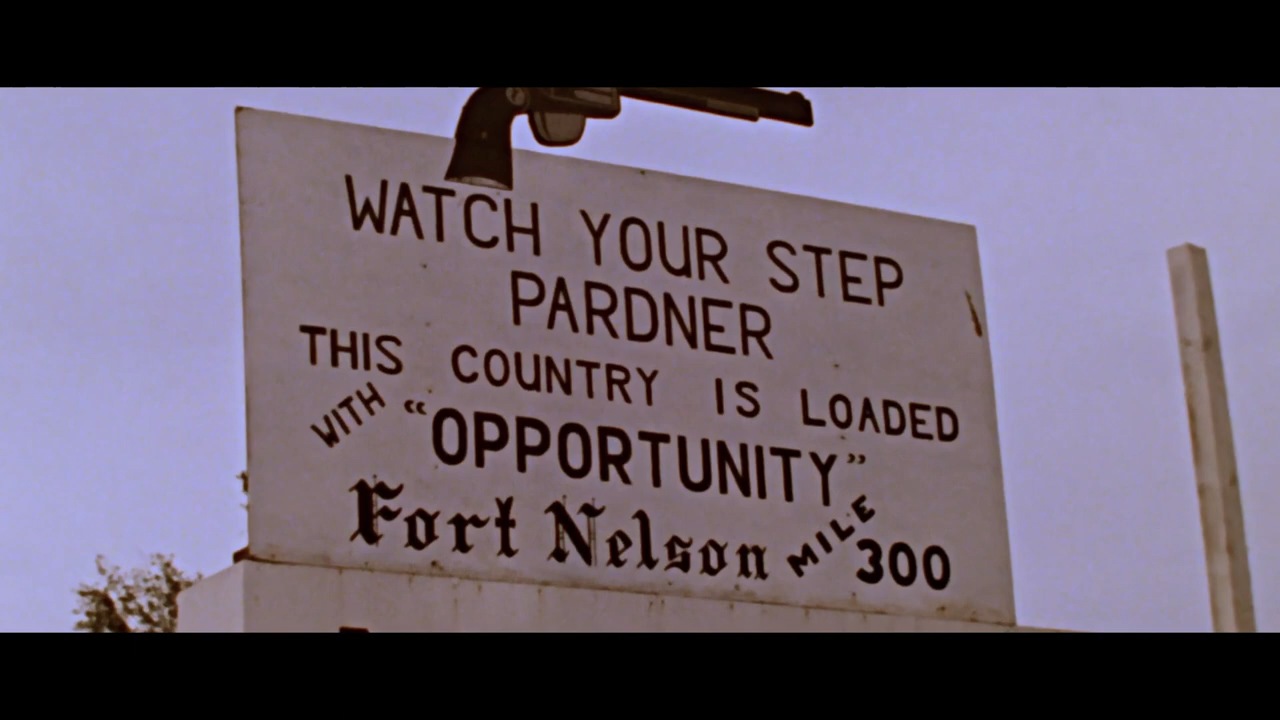 WATCH YOUR STEP
PARDNER
THIS COUNTRY IS LOADED
WITH "OPPORTUNITY"
Fort Nelson MILE 300